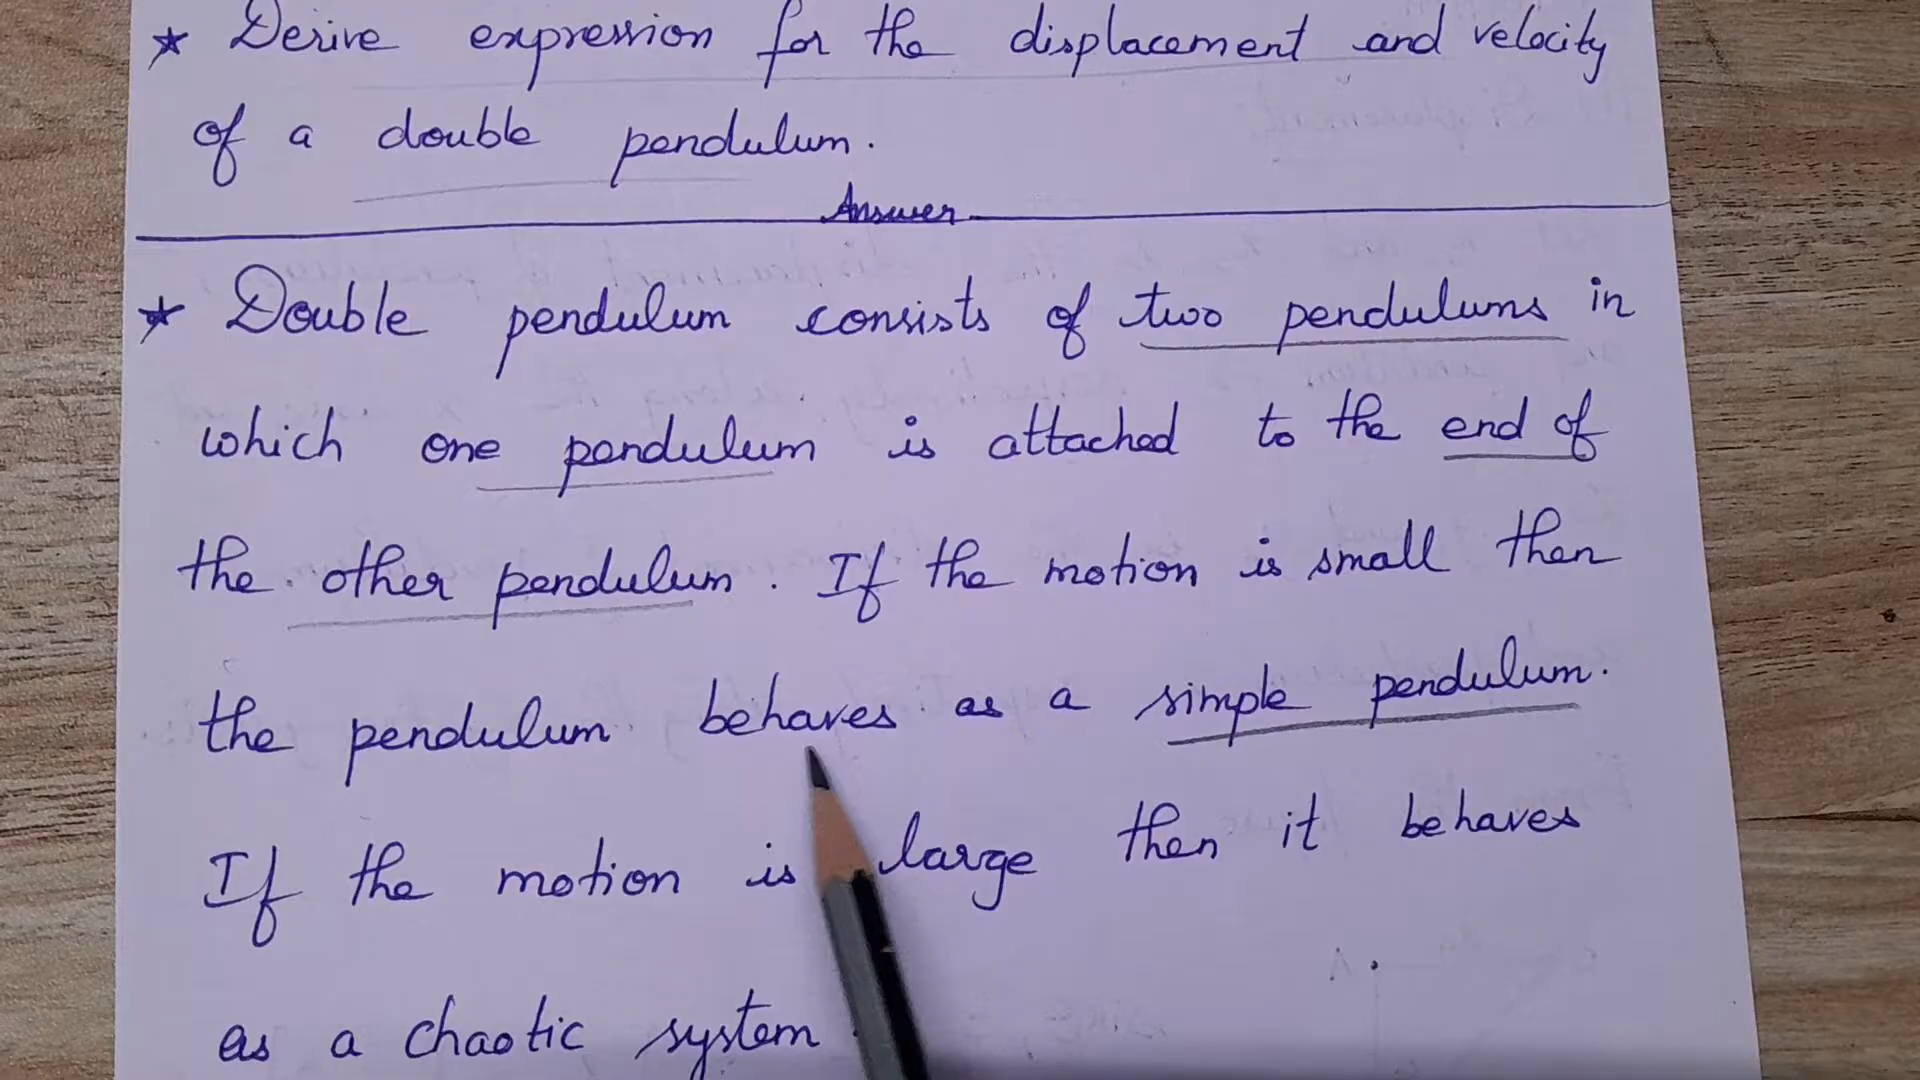 ★ Derive expression for the displacement and velocity
of a double pendulum.
Answer
★ Double pendulum consists of two pendulums in
which one pendulum is attached to the end of
the other pendulum. If the motion is small then
the pendulum behaves as a simple pendulum.
If the motion is large then it behaves
as a chaotic system